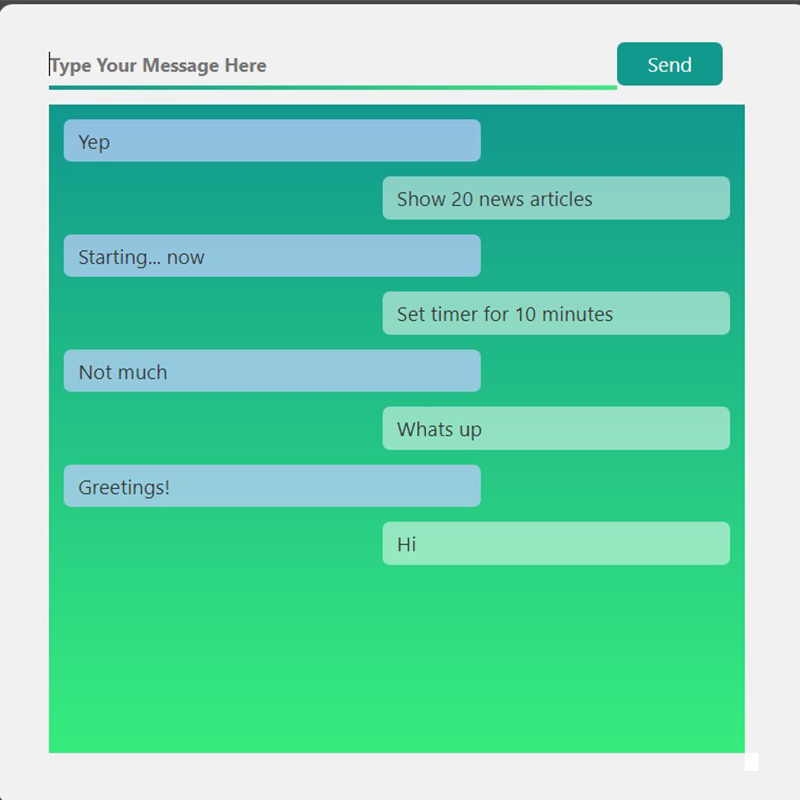 Type Your Message Here
Send
Yep
Show 20 news articles
Starting... now
Set timer for 10 minutes
Not much
Whats up
Greetings!
Hi